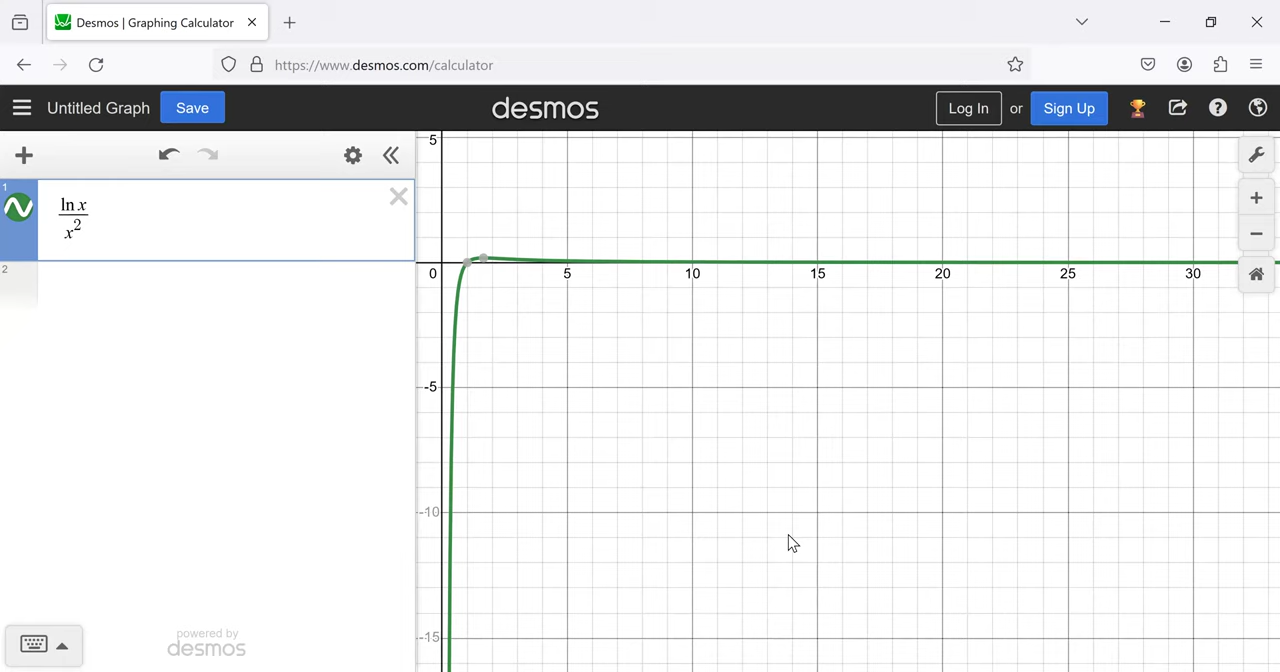 Desmos | Graphing Calculator
https://www.desmos.com/calculator
Untitled Graph
Save
desmos
Log In or Sign Up
1
ln x
x²
2
5
0 5 10 15 20 25 30
-5
-10
-15
powered by
desmos